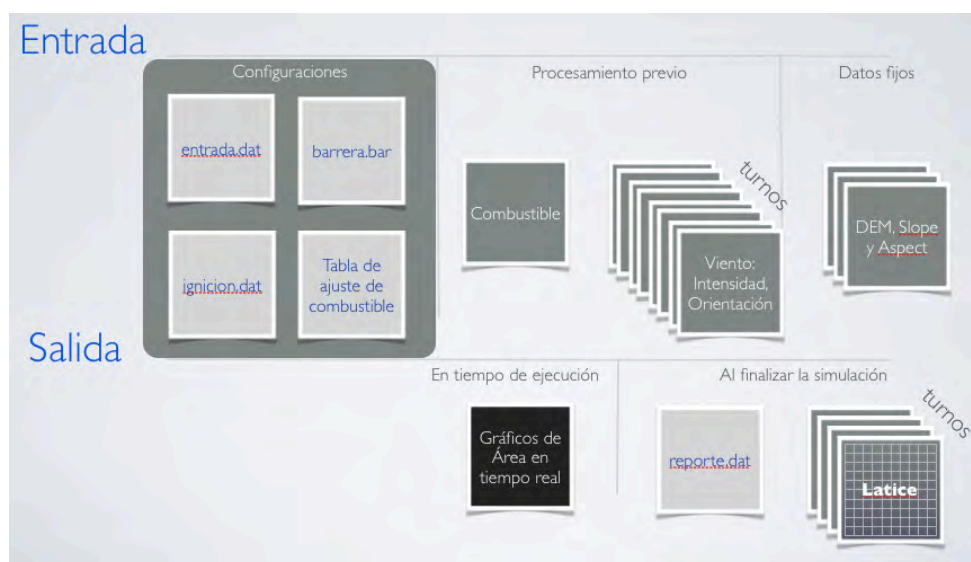 Entrada
Configuraciones
Procesamiento previo
Datos fijos
entrada.dat
barrera.bar
ignicion.dat
Tabla de
ajuste de
combustible
Combustible
turnos
Viento:
Intensidad,
Orientación
DEM, Slope
y Aspect
Salida
En tiempo de ejecución
Al finalizar la simulación
Gráficos de
Área en
tiempo real
reporte.dat
turnos
Latice